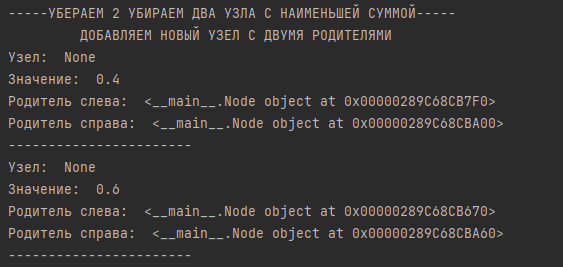 -----УБЕРАЕМ 2 УБИРАЕМ ДВА УЗЛА С НАИМЕНЬШЕЙ СУММОЙ-----
ДОБАВЛЯЕМ НОВЫЙ УЗЕЛ С ДВУМЯ РОДИТЕЛЯМИ
Узел:  None
Значение:  0.4
Родитель слева:  <__main__.Node object at 0x00000289C68CB7F0>
Родитель справа:  <__main__.Node object at 0x00000289C68CBA00>
-----------------------
Узел:  None
Значение:  0.6
Родитель слева:  <__main__.Node object at 0x00000289C68CB670>
Родитель справа:  <__main__.Node object at 0x00000289C68CBA60>
-----------------------